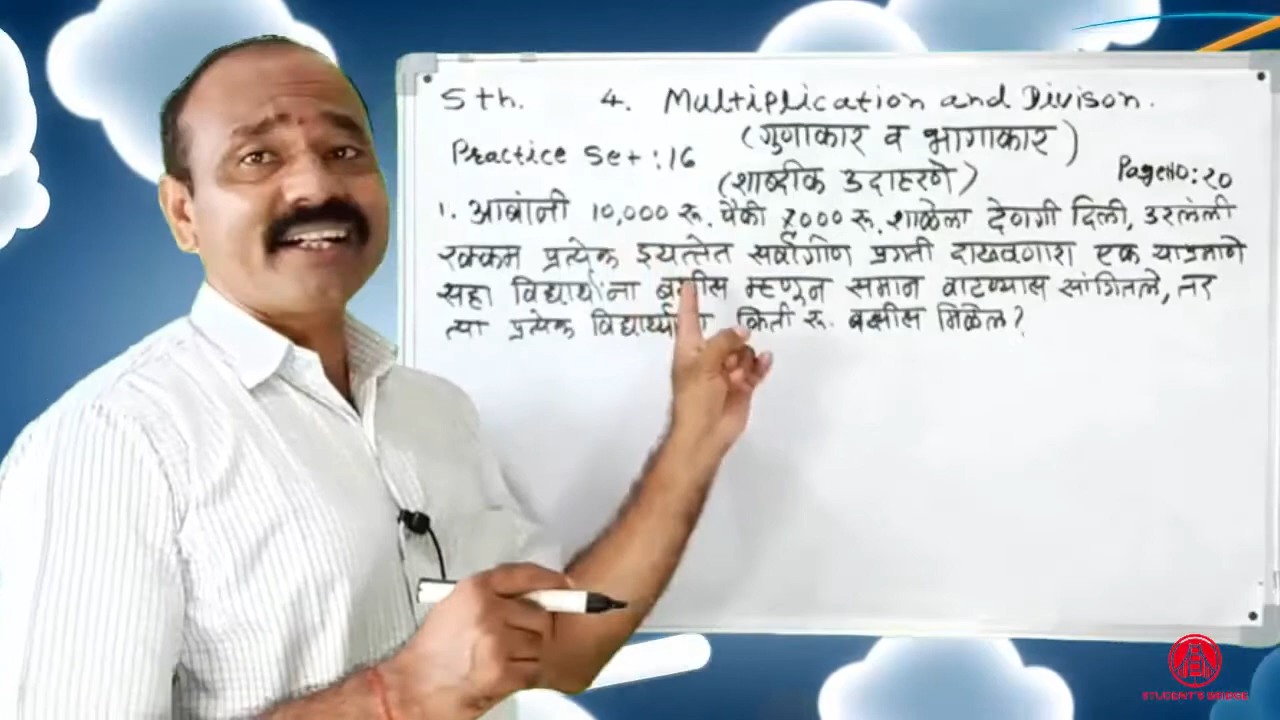 5th. 4. Multiplication and Divison.
(गुणाकार व भागाकार)
Practice Set : 16
(शाब्दीक उदाहरणे) PageNO: २०
1. आबांनी 10,000 रू. पैकी 7000 रू. शाळेला देणगी दिली, उरलेली
रक्कम प्रत्येक इयत्तेत सर्वांगीण प्रगती दाखवणारा एक याप्रमाणे
सहा विद्यार्थ्यांना बक्षीस म्हणून समान वाटण्यास सांगितले, तर
त्या प्रत्येक किती रू. बक्षीस मिळेल?
STUDENT'S BRIDGE